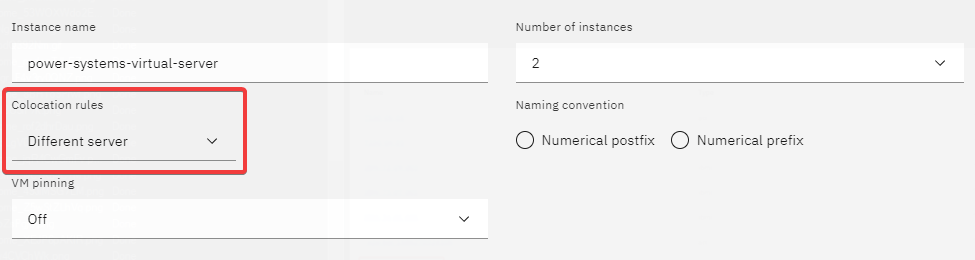 Instance name
Number of instances
power-systems-virtual-server
2
Colocation rules
Naming convention
Different server
Numerical postfix
Numerical prefix
VM pinning
Off